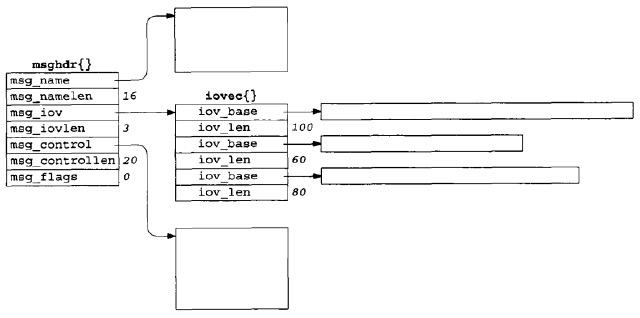 msghdr{}
msg_name
msg_namelen 16
msg_iov
msg_iovlen 3
msg_control
msg_controllen 20
msg_flags 0
iovec{}
iov_base
iov_len 100
iov_base
iov_len 60
iov_base
iov_len 80